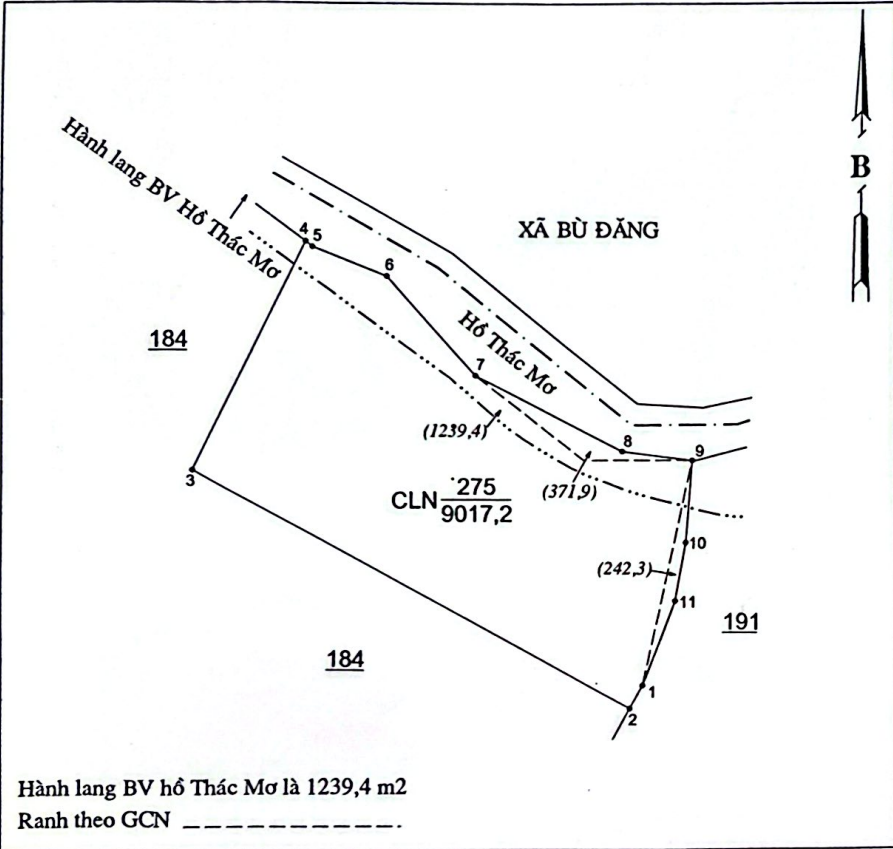 Hành lang BV Hồ Thác Mơ
B
XÃ BÙ ĐĂNG
4
5
6
184
Hồ Thác Mơ
7
(1239,4)
8
9
3
CLN 275
9017,2
(371,9)
10
(242,3)
11
191
184
1
2
Hành lang BV hồ Thác Mơ là 1239,4 m2
Ranh theo GCN